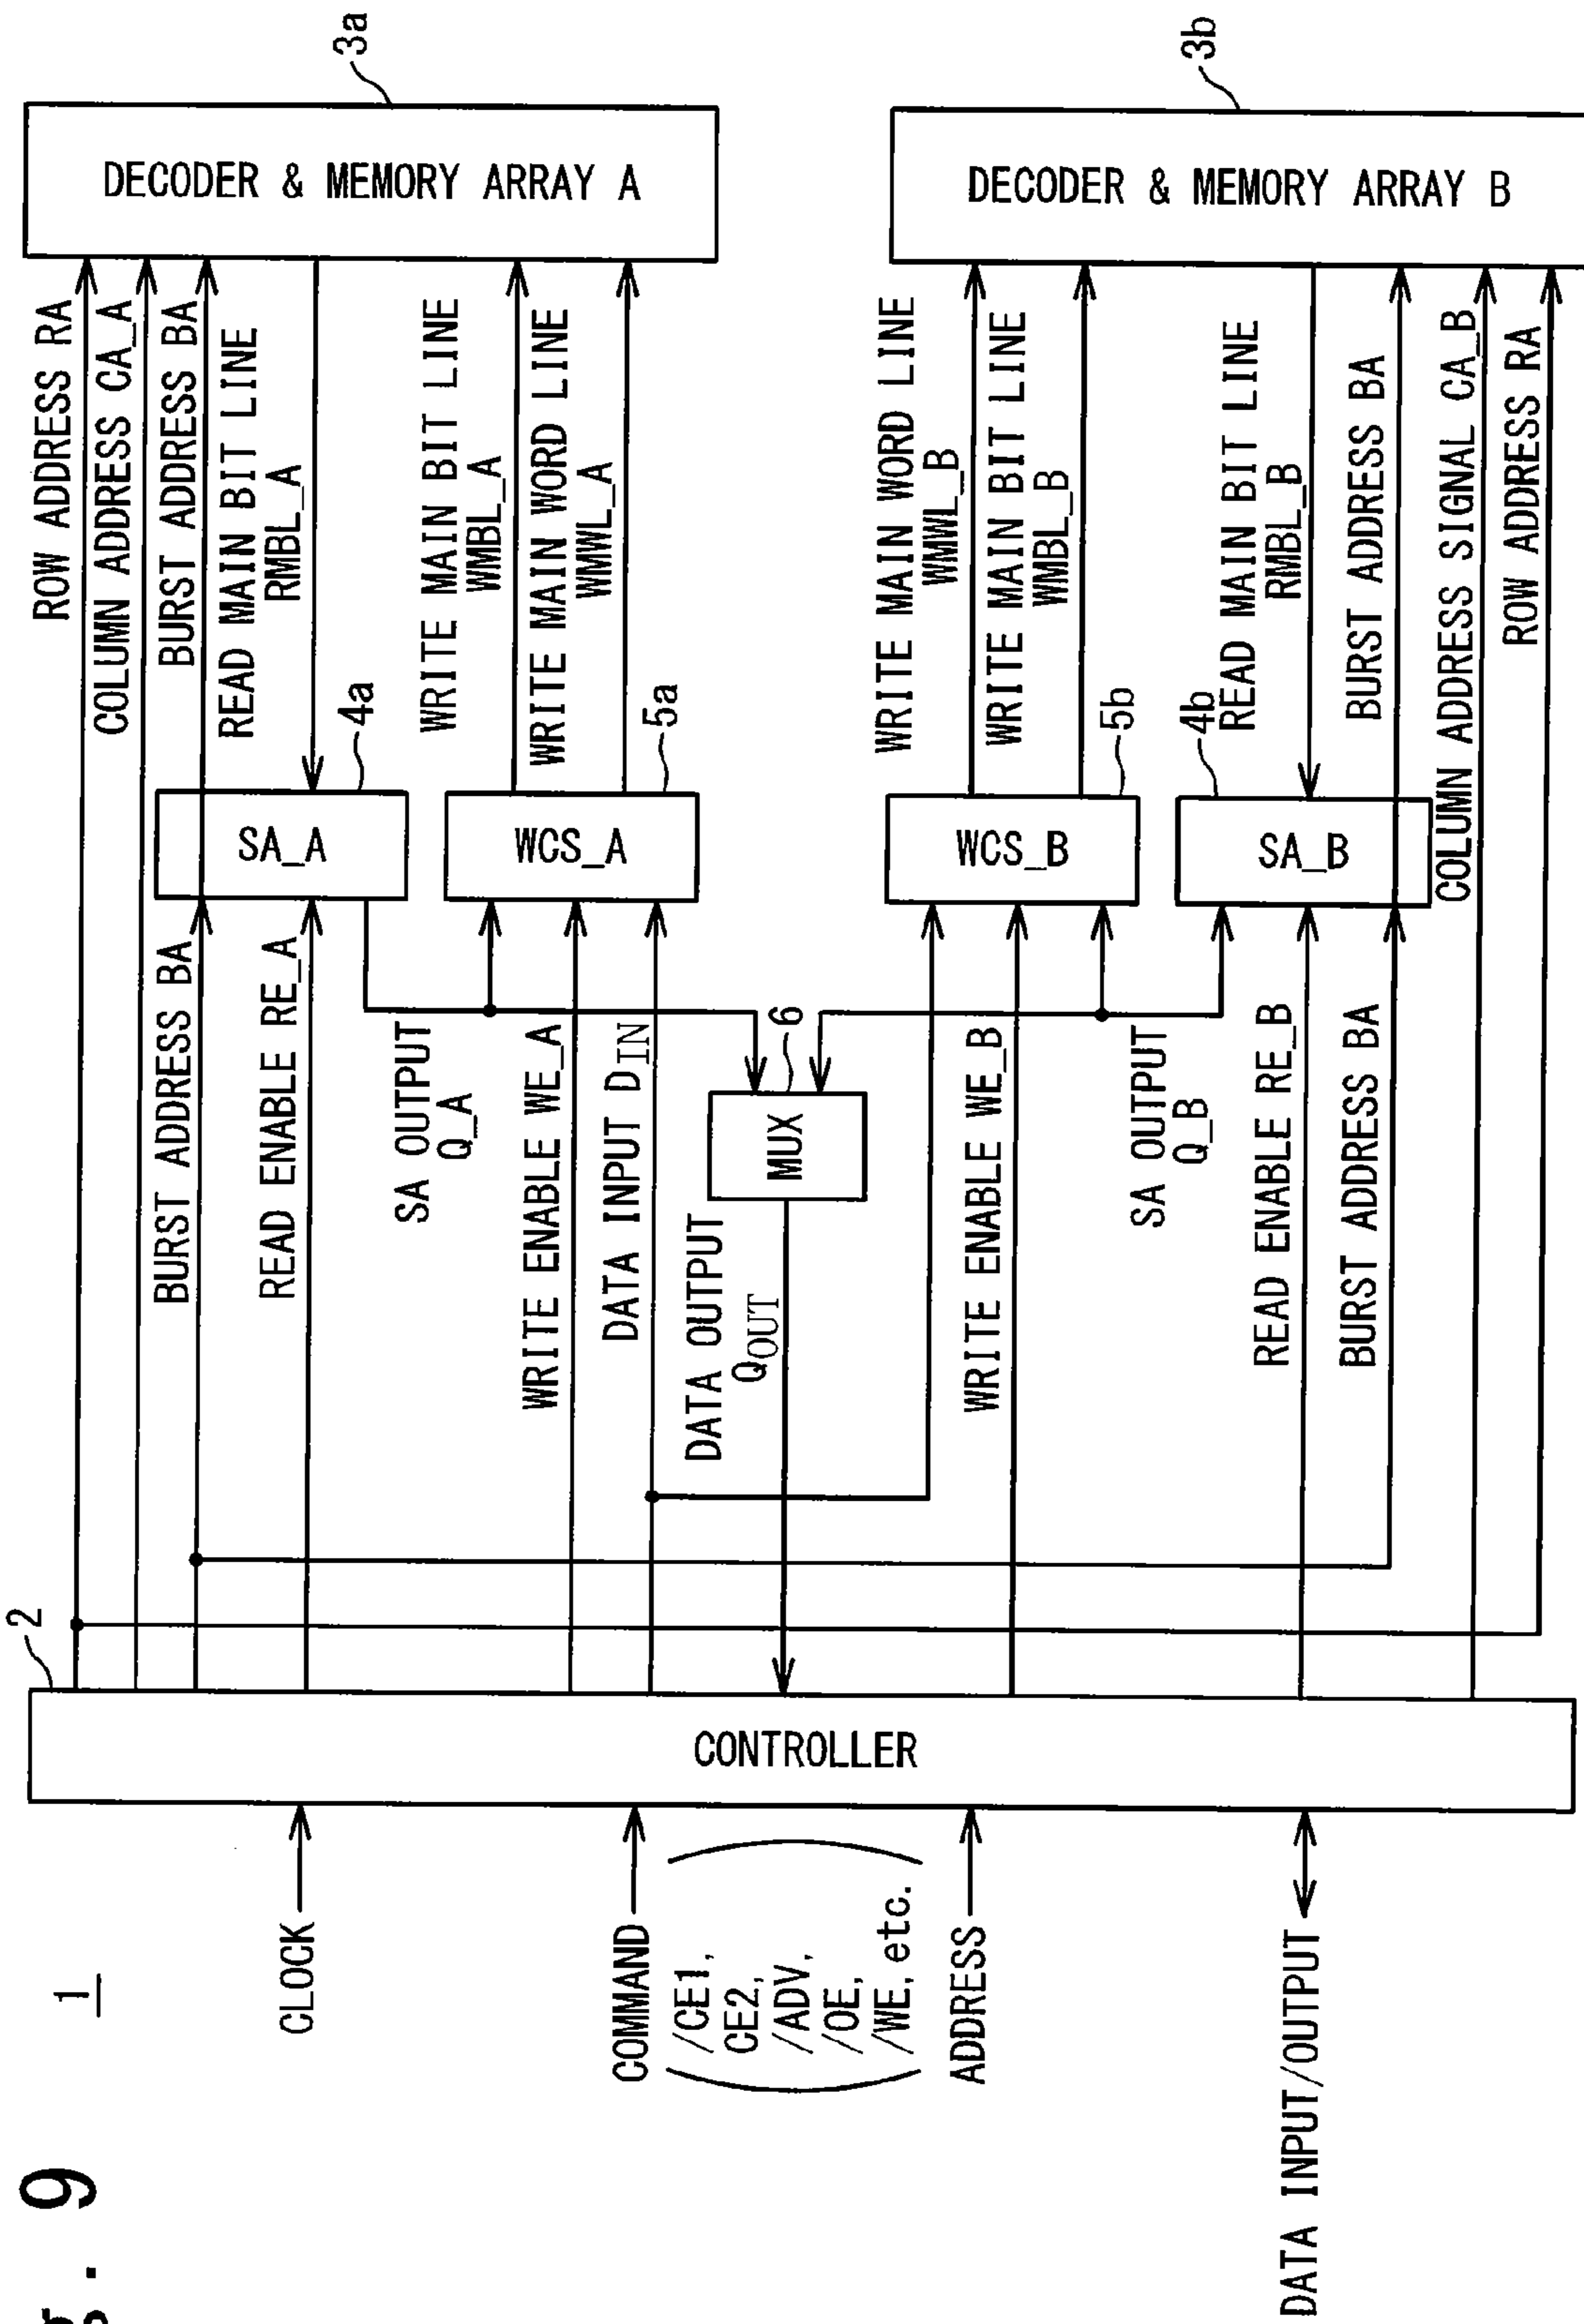 g. 9
1
CLOCK
COMMAND
/CE1,
CE2,
/ADV,
/OE,
/WE, etc.
ADDRESS
DATA INPUT/OUTPUT
2
CONTROLLER
ROW ADDRESS RA
COLUMN ADDRESS CA_A
BURST ADDRESS BA
BURST ADDRESS BA
READ ENABLE RE_A
READ MAIN BIT LINE
RMBL_A
SA_A
4a
SA OUTPUT
Q_A
WRITE ENABLE WE_A
DATA INPUT DIN
WCS_A
5a
WRITE MAIN BIT LINE
WMBL_A
WRITE MAIN WORD LINE
WMWL_A
DECODER & MEMORY ARRAY A
3a
DATA OUTPUT
QOUT
MUX
6
WRITE ENABLE WE_B
WCS_B
5b
WRITE MAIN WORD LINE
WMWL_B
WRITE MAIN BIT LINE
WMBL_B
SA OUTPUT
Q_B
READ ENABLE RE_B
BURST ADDRESS BA
SA_B
4b
READ MAIN BIT LINE
RMBL_B
BURST ADDRESS BA
COLUMN ADDRESS SIGNAL CA_B
ROW ADDRESS RA
DECODER & MEMORY ARRAY B
3b